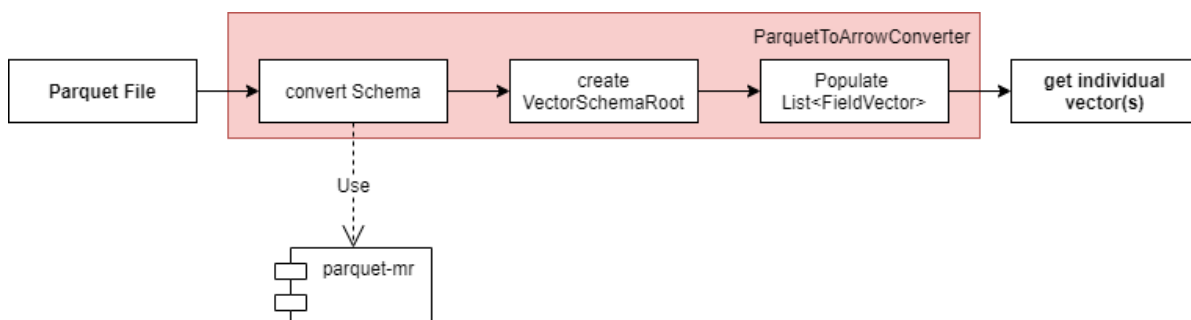 ParquetToArrowConverter
Parquet File
convert Schema
create
VectorSchemaRoot
Populate
List<FieldVector>
get individual
vector(s)
Use
parquet-mr